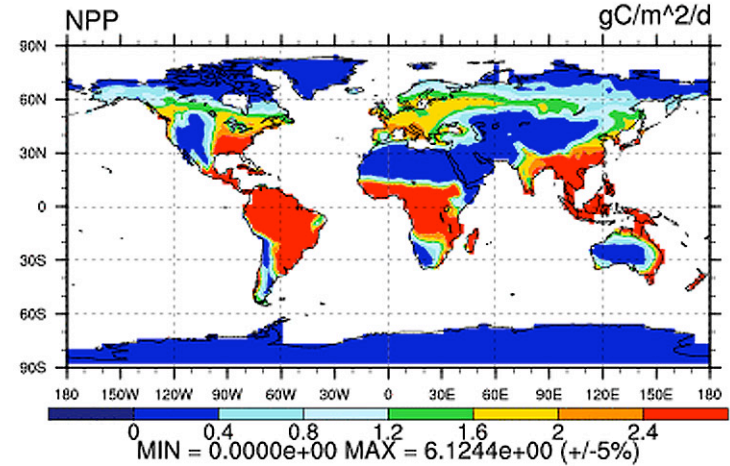 NPP gC/m^2/d
90N
60N
30N
0
30S
60S
90S
180 150W 120W 90W 60W 30W 0 30E 60E 90E 120E 150E 180
0 0.4 0.8 1.2 1.6 2 2.4
MIN = 0.0000e+00 MAX = 6.1244e+00 (+/-5%)